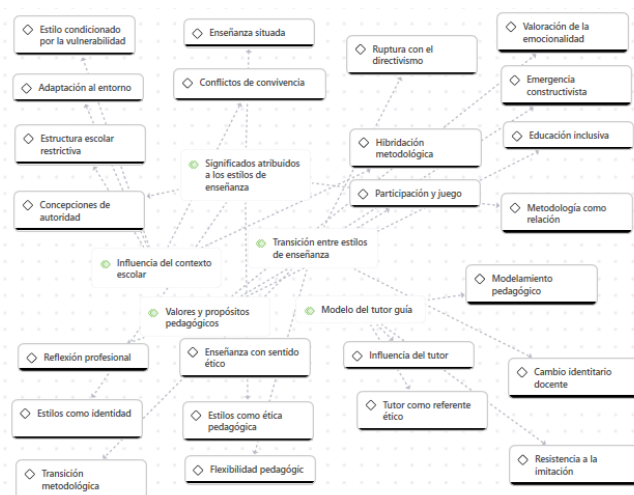 Estilo condicionado
por la vulnerabilidad
Enseñanza situada
Valoración de la
emocionalidad
Ruptura con el
directivismo
Adaptación al entorno
Conflictos de convivencia
Emergencia
constructivista
Estructura escolar
restrictiva
Hibridación
metodológica
Educación inclusiva
Significados atribuidos
a los estilos de
enseñanza
Participación y juego
Concepciones de
autoridad
Metodología como
relación
Transición entre estilos
de enseñanza
Influencia del contexto
escolar
Modelamiento
pedagógico
Valores y propósitos
pedagógicos
Modelo del tutor guía
Reflexión profesional
Enseñanza con sentido
ético
Influencia del tutor
Cambio identitario
docente
Estilos como identidad
Estilos como ética
pedagógica
Tutor como referente
ético
Transición
metodológica
Flexibilidad pedagógic
Resistencia a la
imitación